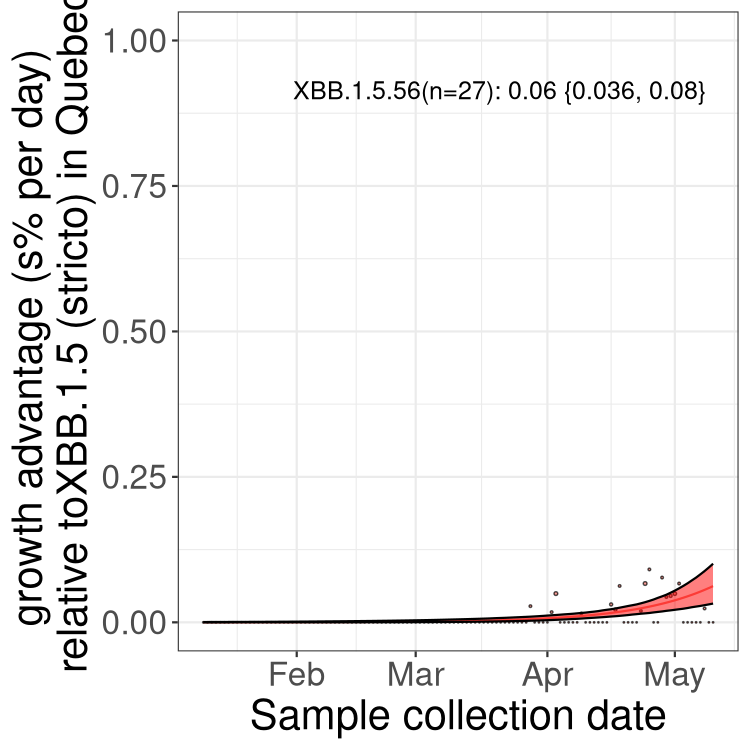 growth advantage (s% per day)
relative toXBB.1.5 (stricto) in Quebec
1.00
0.75
0.50
0.25
0.00
XBB.1.5.56(n=27): 0.06 {0.036, 0.08}
Feb Mar Apr May
Sample collection date